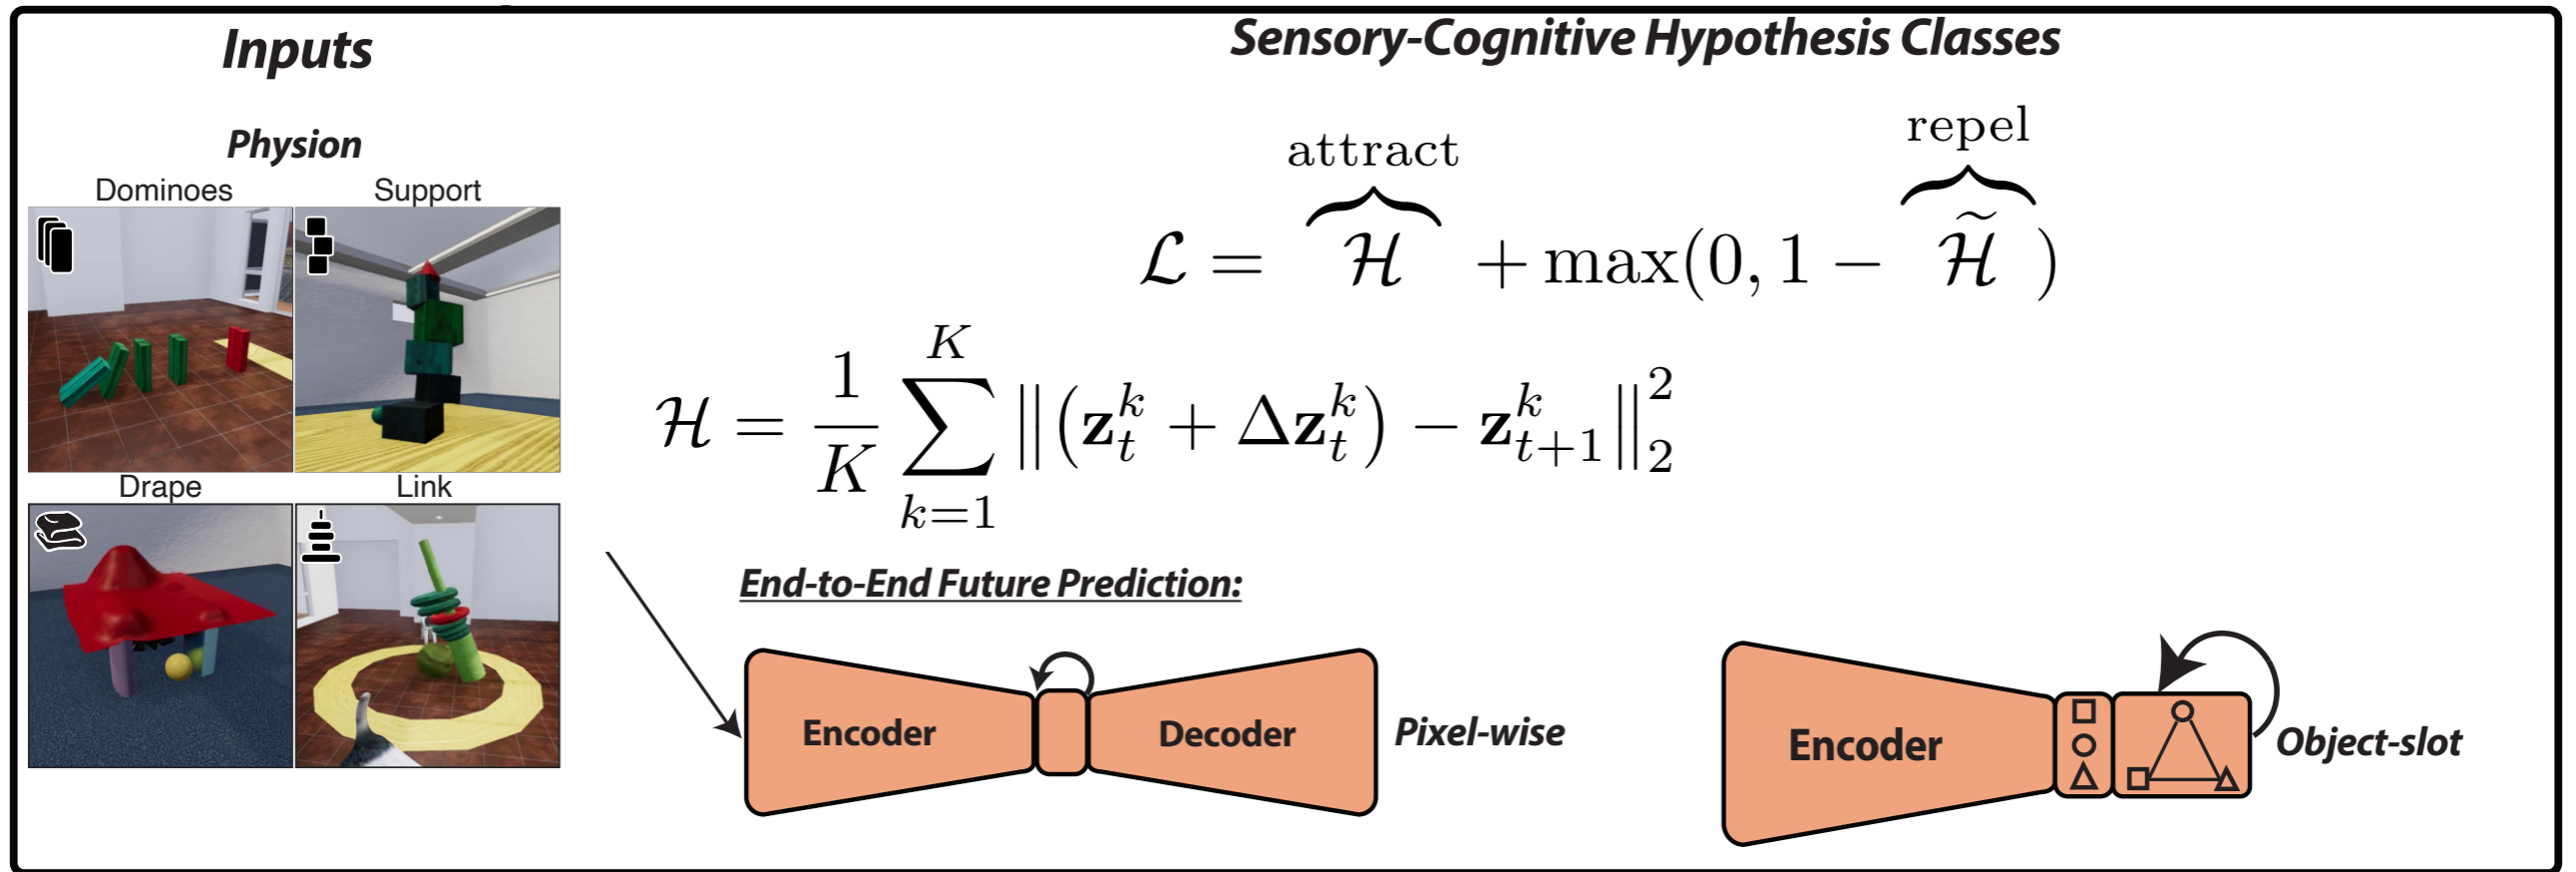 Inputs
Sensory-Cognitive Hypothesis Classes
Physion
Dominoes Support
Drape Link
attract
repel
ℒ = ℋ + max(0, 1 − ℋ̃ )
ℋ = 1/K ∑_{k=1}^{K} ‖(𝐳_t^k + Δ𝐳_t^k) − 𝐳_{t+1}^k‖_2^2
End-to-End Future Prediction:
Encoder Decoder Pixel-wise
Encoder Object-slot